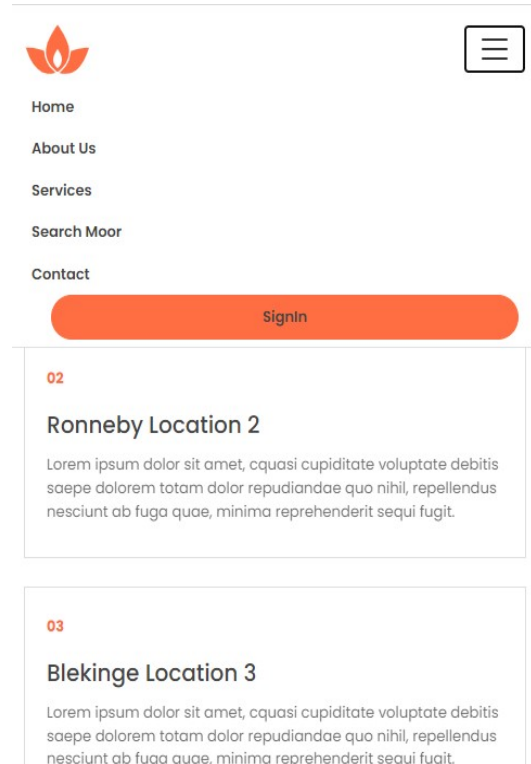 Home
About Us
Services
Search Moor
Contact
SignIn
02
Ronneby Location 2
Lorem ipsum dolor sit amet, cquasi cupiditate voluptate debitis
saepe dolorem totam dolor repudiandae quo nihil, repellendus
nesciunt ab fuga quae, minima reprehenderit sequi fugit.
03
Blekinge Location 3
Lorem ipsum dolor sit amet, cquasi cupiditate voluptate debitis
saepe dolorem totam dolor repudiandae quo nihil, repellendus
nesciunt ab fuga quae, minima reprehenderit sequi fugit.